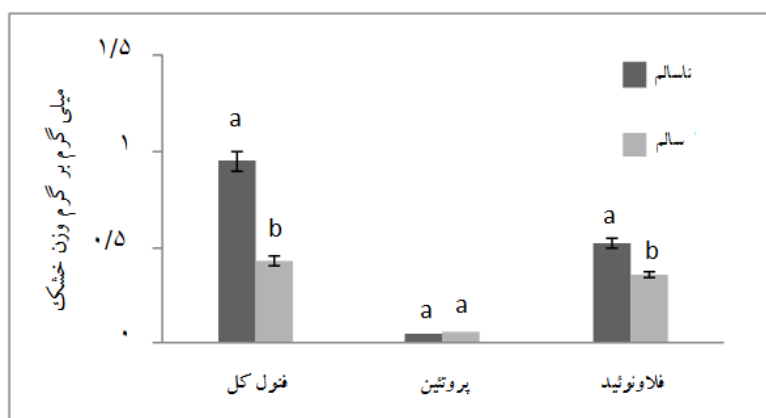 میلی گرم بر گرم وزن خشک
۱/۵
۱
۰/۵
۰
ناسالم
سالم
a
b
a
a
a
b
فنول کل
پروتئین
فلاونوئید